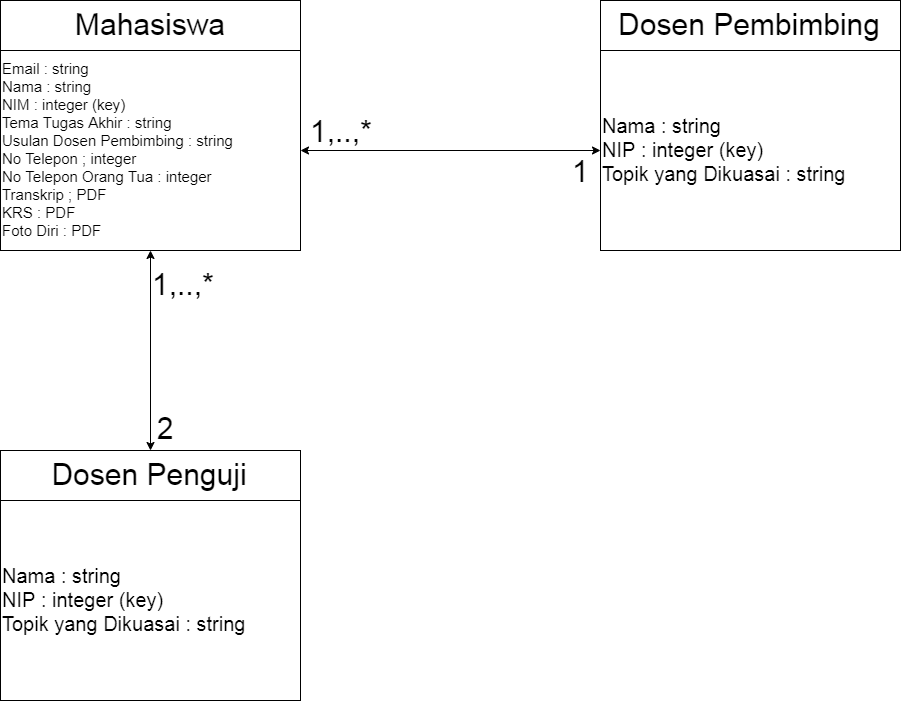 Mahasiswa
Email : string
Nama : string
NIM : integer (key)
Tema Tugas Akhir : string
Usulan Dosen Pembimbing : string
No Telepon ; integer
No Telepon Orang Tua : integer
Transkrip ; PDF
KRS : PDF
Foto Diri : PDF
1,..,*
1
Dosen Pembimbing
Nama : string
NIP : integer (key)
Topik yang Dikuasai : string
1,..,*
2
Dosen Penguji
Nama : string
NIP : integer (key)
Topik yang Dikuasai : string